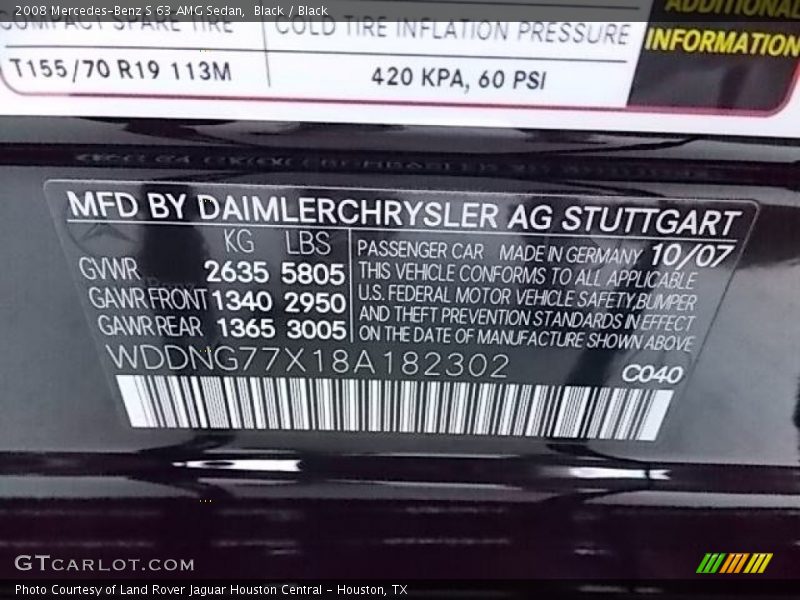 2008 Mercedes-Benz S 63 AMG Sedan, Black / Black
COMPACT SPARE TIRE COLD TIRE INFLATION PRESSURE
ADDITIONAL
INFORMATION
T155/70 R19 113M 420 KPA, 60 PSI
MFD BY DAIMLERCHRYSLER AG STUTTGART
KG LBS
GVWR 2635 5805
GAWR FRONT 1340 2950
GAWR REAR 1365 3005
PASSENGER CAR MADE IN GERMANY 10/07
THIS VEHICLE CONFORMS TO ALL APPLICABLE
U.S. FEDERAL MOTOR VEHICLE SAFETY, BUMPER
AND THEFT PREVENTION STANDARDS IN EFFECT
ON THE DATE OF MANUFACTURE SHOWN ABOVE
WDDNG77X18A182302
C040
GTCARLOT.COM
Photo Courtesy of Land Rover Jaguar Houston Central - Houston, TX